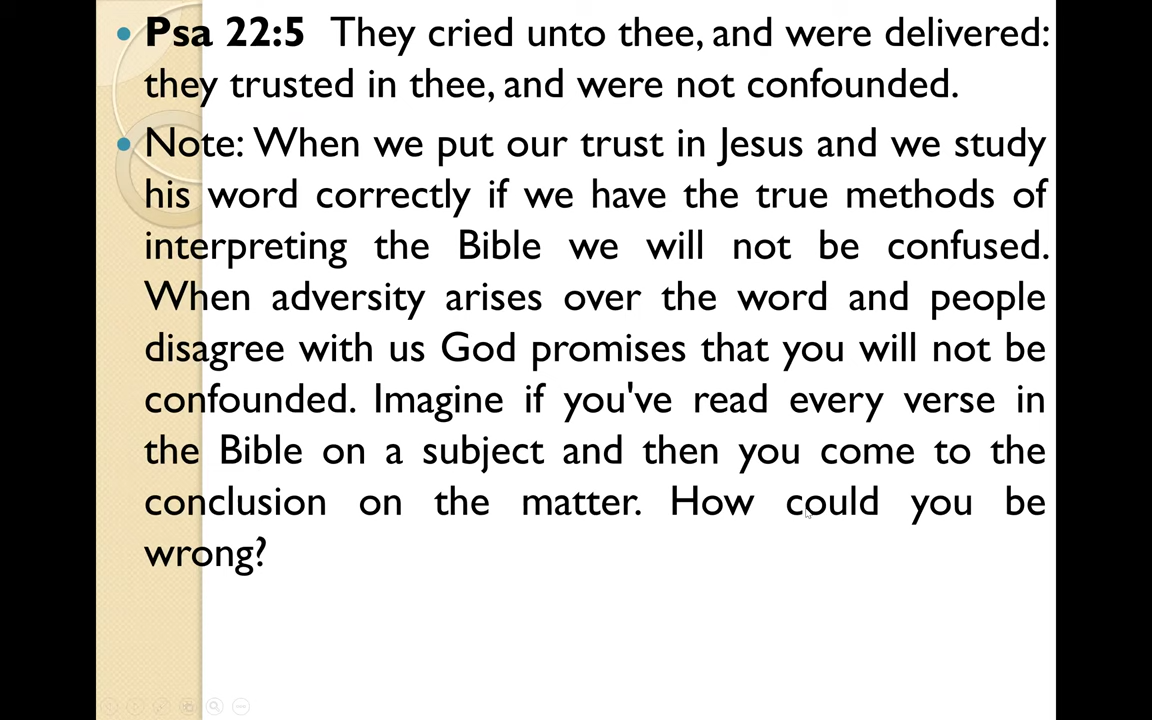 • Psa 22:5 They cried unto thee, and were delivered:
they trusted in thee, and were not confounded.
• Note: When we put our trust in Jesus and we study
his word correctly if we have the true methods of
interpreting the Bible we will not be confused.
When adversity arises over the word and people
disagree with us God promises that you will not be
confounded. Imagine if you've read every verse in
the Bible on a subject and then you come to the
conclusion on the matter. How could you be
wrong?